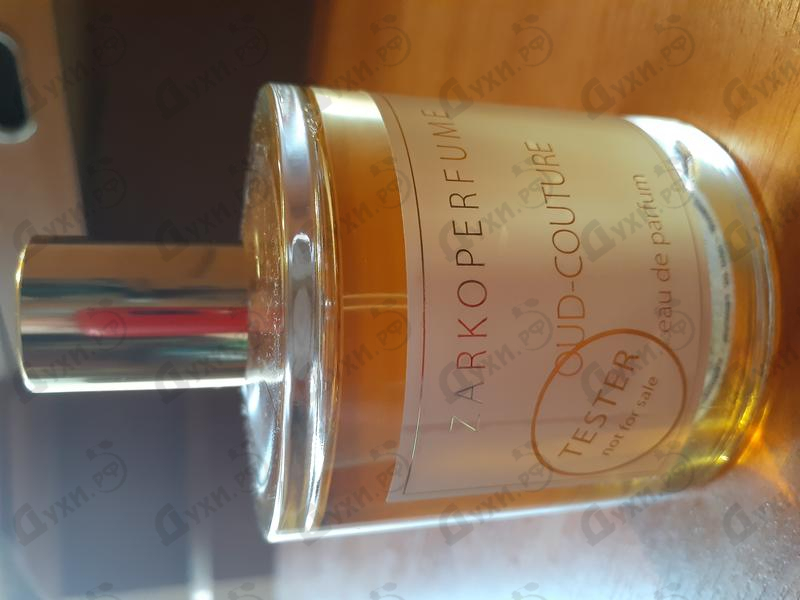 ZARKOPERFUME
OUD-COUTURE
eau de parfum
TESTER
not for sale
Духи.РФ